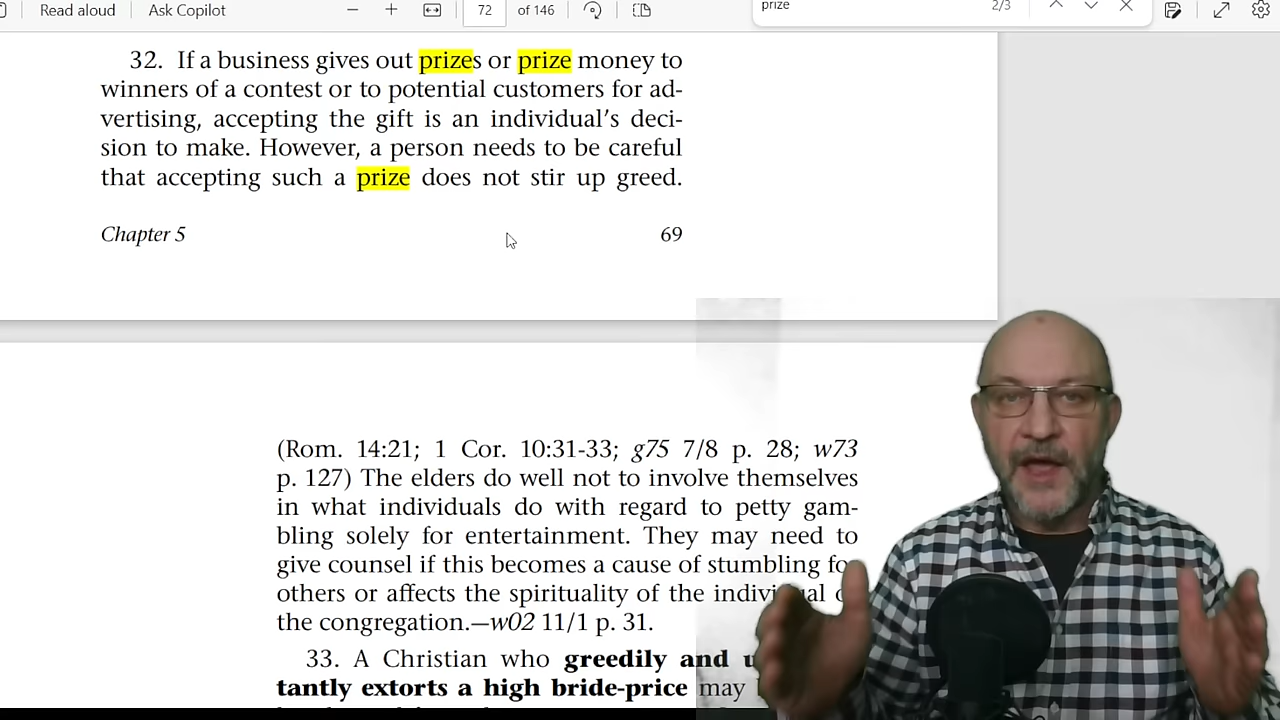 Read aloud Ask Copilot 72 of 146 prize 2/3
32. If a business gives out prizes or prize money to
winners of a contest or to potential customers for ad-
vertising, accepting the gift is an individual's deci-
sion to make. However, a person needs to be careful
that accepting such a prize does not stir up greed.
Chapter 5 69
(Rom. 14:21; 1 Cor. 10:31-33; g75 7/8 p. 28; w73
p. 127) The elders do well not to involve themselves
in what individuals do with regard to petty gam-
bling solely for entertainment. They may need to
give counsel if this becomes a cause of stumbling
others or affects the spirituality of the
the congregation.—w02 11/1 p. 31.
33. A Christian who greedily and
tantly extorts a high bride-price may